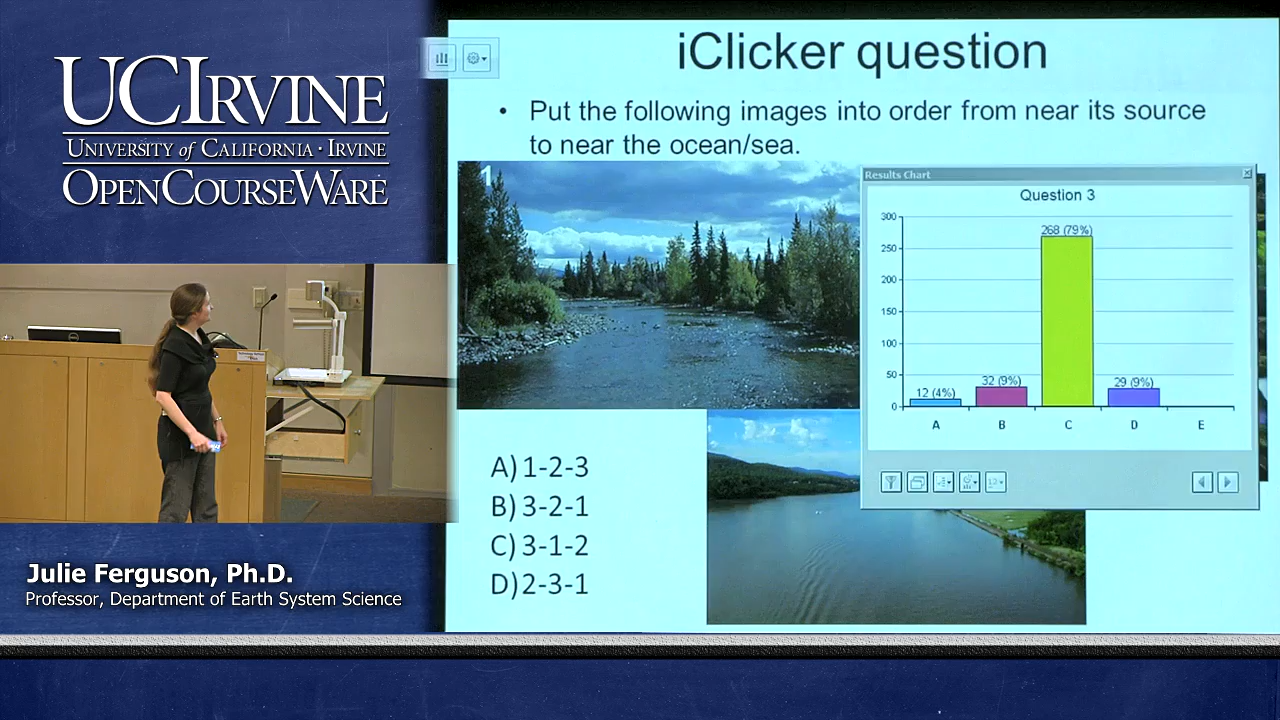 UCIRVINE
UNIVERSITY of CALIFORNIA · IRVINE
OPENCOURSEWARE
Julie Ferguson, Ph.D.
Professor, Department of Earth System Science
iClicker question
• Put the following images into order from near its source
to near the ocean/sea.
1
A) 1-2-3
B) 3-2-1
C) 3-1-2
D) 2-3-1
Results Chart
Question 3
300
250
200
150
100
50
0
12 (4%)
32 (9%)
268 (79%)
29 (9%)
A B C D E